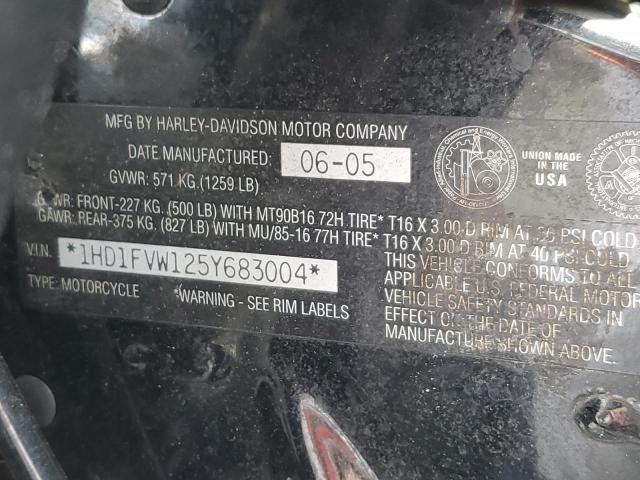 MFG BY HARLEY-DAVIDSON MOTOR COMPANY
DATE MANUFACTURED: 06-05
GVWR: 571 KG. (1259 LB)
GAWR: FRONT-227 KG. (500 LB) WITH MT90B16 72H TIRE* T16 X 3.00 D RIM AT 36 PSI COLD
GAWR: REAR-375 KG. (827 LB) WITH MU/85-16 77H TIRE* T16 X 3.00 D RIM AT 40 PSI COLD
V.I.N. *1HD1FVW125Y683004*
TYPE: MOTORCYCLE WARNING - SEE RIM LABELS
THIS VEHICLE CONFORMS TO ALL
APPLICABLE U.S. FEDERAL MOTOR
VEHICLE SAFETY STANDARDS IN
EFFECT ON THE DATE OF
MANUFACTURE SHOWN ABOVE.
UNION MADE
IN THE
USA